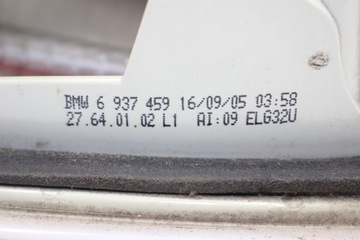 BMW 6 937 459 16/09/05 03:58
27.64.01.02 L1 AI:09 ELG32U